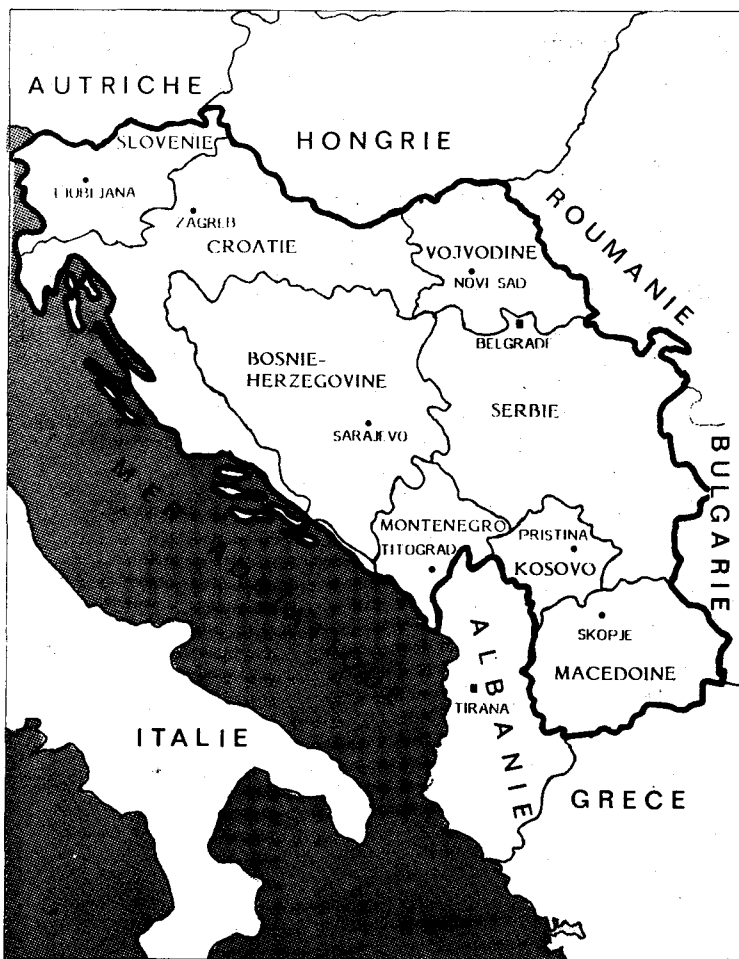 AUTRICHE
HONGRIE
SLOVENIE
LJUBLJANA
ZAGREB
CROATIE
ROUMANIE
VOJVODINE
NOVI SAD
BELGRADE
BOSNIE-
HERZEGOVINE
SARAJEVO
SERBIE
BULGARIE
MONTENEGRO
TITOGRAD
PRISTINA
KOSOVO
SKOPJE
MACEDOINE
ALBANIE
TIRANA
ITALIE
GRECE